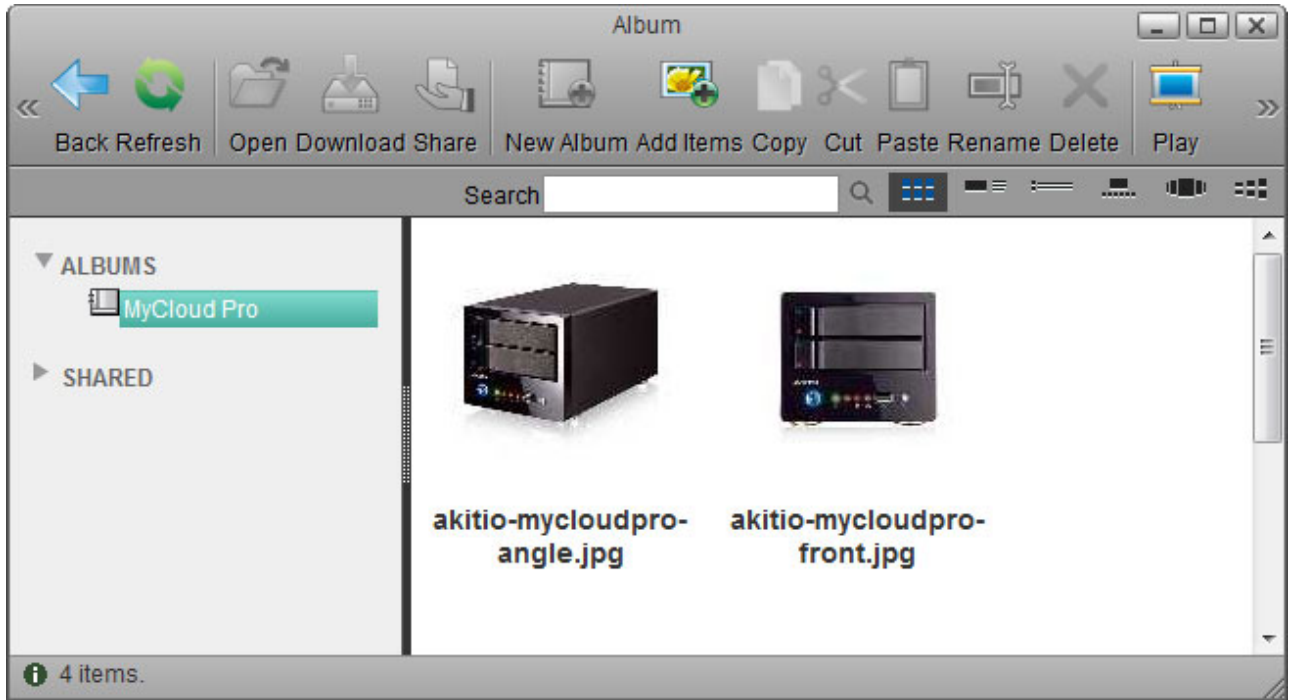 Album
Back Refresh Open Download Share New Album Add Items Copy Cut Paste Rename Delete Play
Search
ALBUMS
MyCloud Pro
SHARED
akitio-mycloudpro-angle.jpg
akitio-mycloudpro-front.jpg
4 items.